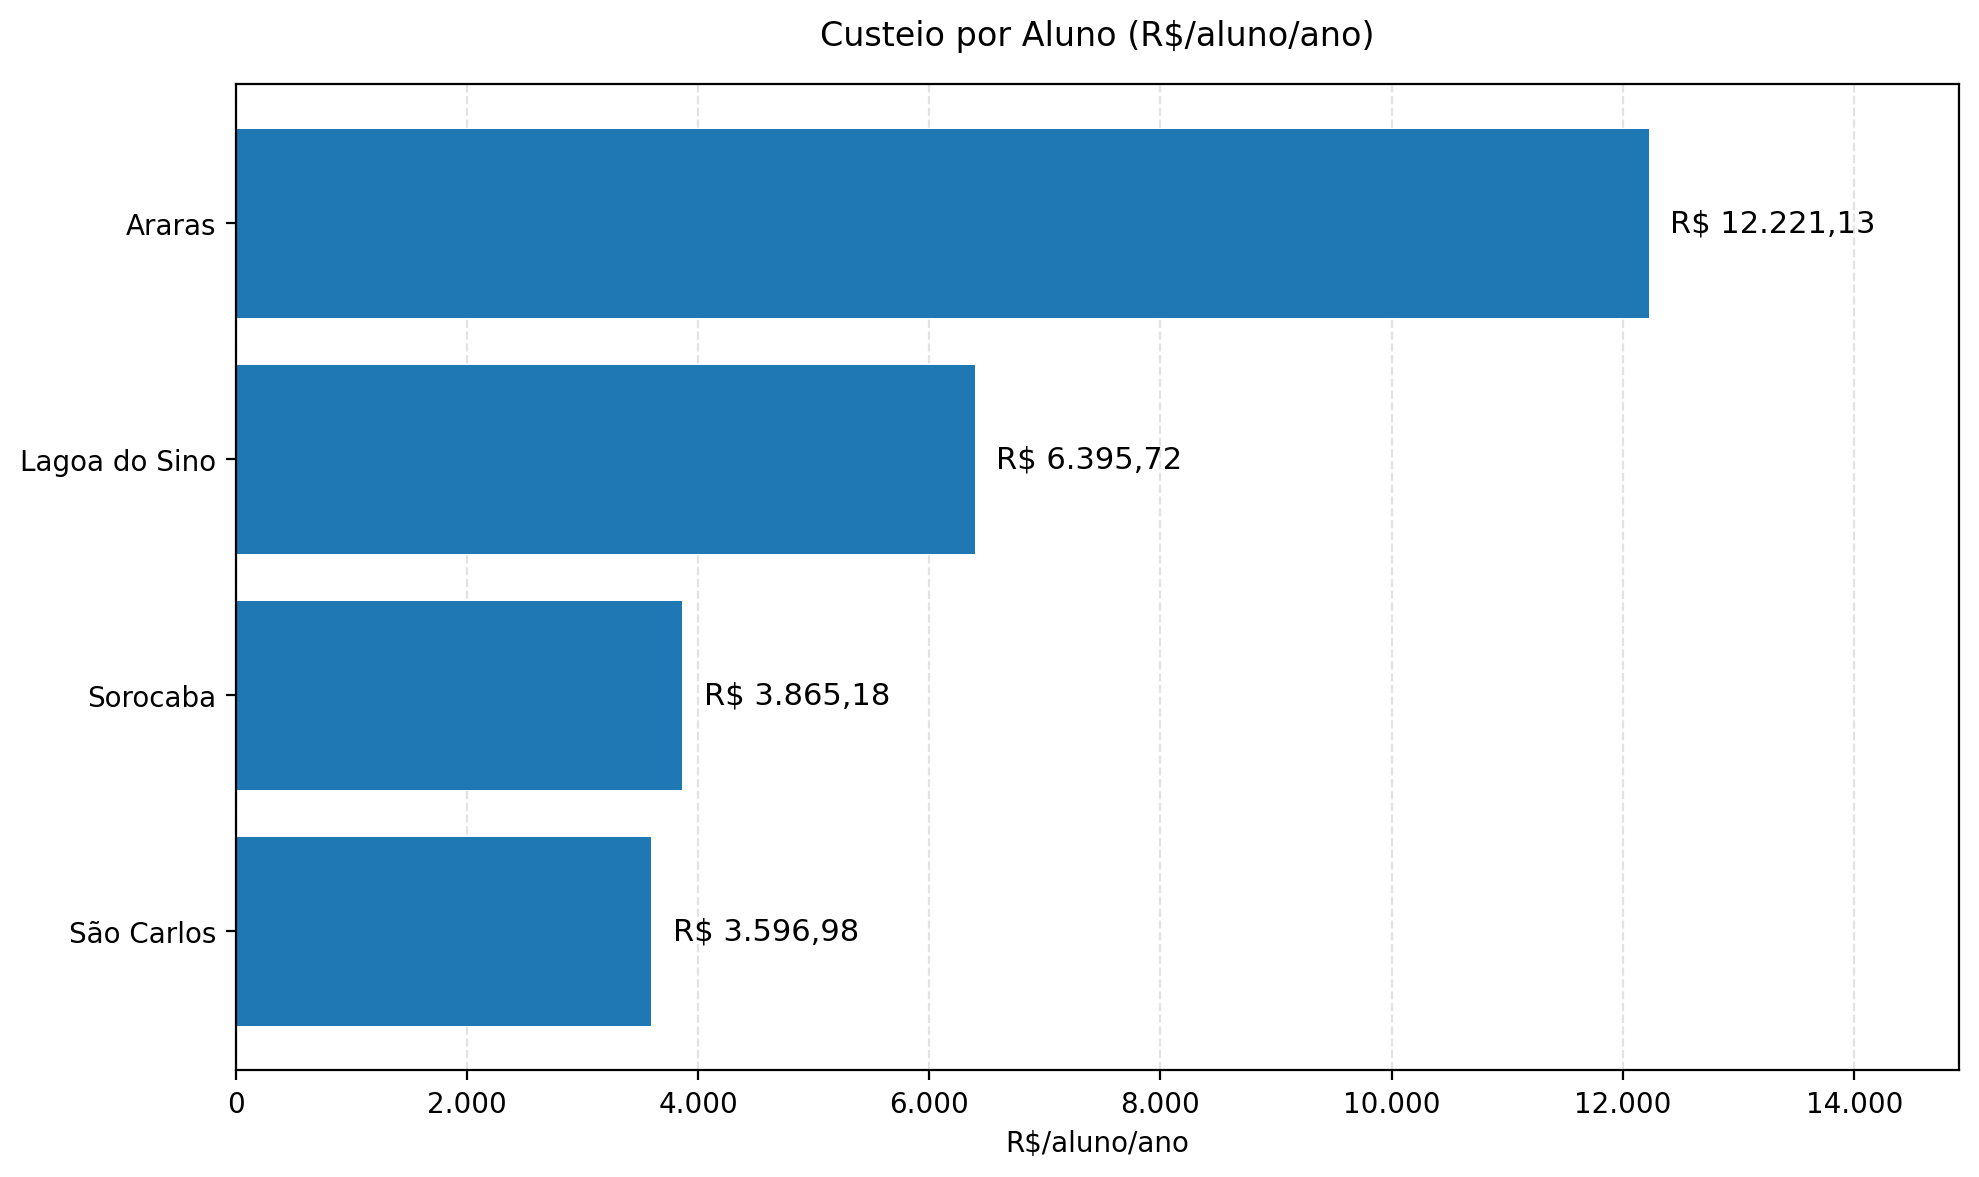 Custeio por Aluno (R$/aluno/ano)
Araras
R$ 12.221,13
Lagoa do Sino
R$ 6.395,72
Sorocaba
R$ 3.865,18
São Carlos
R$ 3.596,98
0 2.000 4.000 6.000 8.000 10.000 12.000 14.000
R$/aluno/ano